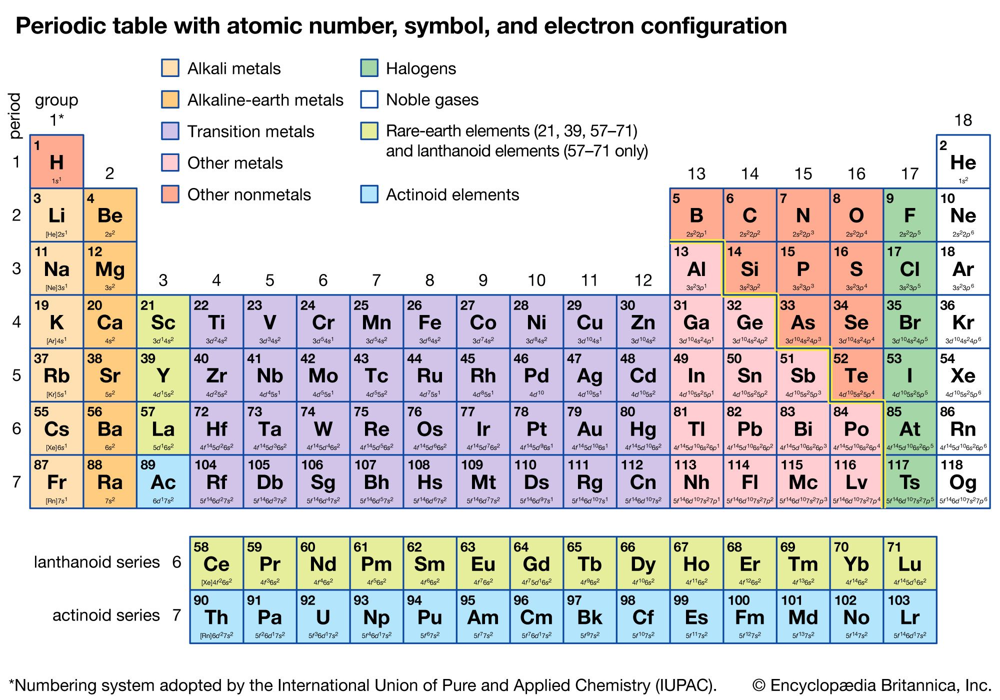 Periodic table with atomic number, symbol, and electron configuration
Alkali metals
Halogens
Alkaline-earth metals
Noble gases
Transition metals
Rare-earth elements (21, 39, 57–71)
and lanthanoid elements (57–71 only)
Other metals
Other nonmetals
Actinoid elements
period
group
1*
18
1 2
H He
1s¹ 1s²
1
2 13 14 15 16 17
3 4 5 6 7 8 9 10
2 Li Be B C N O F Ne
[He]2s¹ 2s² 2s²2p¹ 2s²2p² 2s²2p³ 2s²2p⁴ 2s²2p⁵ 2s²2p⁶
11 12 13 14 15 16 17 18
3 Na Mg Al Si P S Cl Ar
[Ne]3s¹ 3s² 3s²3p¹ 3s²3p² 3s²3p³ 3s²3p⁴ 3s²3p⁵ 3s²3p⁶
3 4 5 6 7 8 9 10 11 12
19 20 21 22 23 24 25 26 27 28 29 30 31 32 33 34 35 36
4 K Ca Sc Ti V Cr Mn Fe Co Ni Cu Zn Ga Ge As Se Br Kr
[Ar]4s¹ 4s² 3d¹4s² 3d²4s² 3d³4s² 3d⁵4s¹ 3d⁵4s² 3d⁶4s² 3d⁷4s² 3d⁸4s² 3d¹⁰4s¹ 3d¹⁰4s² 3d¹⁰4s²4p¹ 3d¹⁰4s²4p² 3d¹⁰4s²4p³ 3d¹⁰4s²4p⁴ 3d¹⁰4s²4p⁵ 3d¹⁰4s²4p⁶
37 38 39 40 41 42 43 44 45 46 47 48 49 50 51 52 53 54
5 Rb Sr Y Zr Nb Mo Tc Ru Rh Pd Ag Cd In Sn Sb Te I Xe
[Kr]5s¹ 5s² 4d¹5s² 4d²5s² 4d⁴5s¹ 4d⁵5s¹ 4d⁵5s² 4d⁷5s¹ 4d⁸5s¹ 4d¹⁰ 4d¹⁰5s¹ 4d¹⁰5s² 4d¹⁰5s²5p¹ 4d¹⁰5s²5p² 4d¹⁰5s²5p³ 4d¹⁰5s²5p⁴ 4d¹⁰5s²5p⁵ 4d¹⁰5s²5p⁶
55 56 57 72 73 74 75 76 77 78 79 80 81 82 83 84 85 86
6 Cs Ba La Hf Ta W Re Os Ir Pt Au Hg Tl Pb Bi Po At Rn
[Xe]6s¹ 6s² 5d¹6s² 4f¹⁴5d²6s² 4f¹⁴5d³6s² 4f¹⁴5d⁴6s² 4f¹⁴5d⁵6s² 4f¹⁴5d⁶6s² 4f¹⁴5d⁷6s² 4f¹⁴5d⁹6s¹ 4f¹⁴5d¹⁰6s¹ 4f¹⁴5d¹⁰6s² 4f¹⁴5d¹⁰6s²6p¹ 4f¹⁴5d¹⁰6s²6p² 4f¹⁴5d¹⁰6s²6p³ 4f¹⁴5d¹⁰6s²6p⁴ 4f¹⁴5d¹⁰6s²6p⁵ 4f¹⁴5d¹⁰6s²6p⁶
87 88 89 104 105 106 107 108 109 110 111 112 113 114 115 116 117 118
7 Fr Ra Ac Rf Db Sg Bh Hs Mt Ds Rg Cn Nh Fl Mc Lv Ts Og
[Rn]7s¹ 7s² 6d¹7s² 5f¹⁴6d²7s² 5f¹⁴6d³7s² 5f¹⁴6d⁴7s² 5f¹⁴6d⁵7s² 5f¹⁴6d⁶7s² 5f¹⁴6d⁷7s² 5f¹⁴6d⁹7s¹ 5f¹⁴6d¹⁰7s¹ 5f¹⁴6d¹⁰7s² 5f¹⁴6d¹⁰7s²7p¹ 5f¹⁴6d¹⁰7s²7p² 5f¹⁴6d¹⁰7s²7p³ 5f¹⁴6d¹⁰7s²7p⁴ 5f¹⁴6d¹⁰7s²7p⁵ 5f¹⁴6d¹⁰7s²7p⁶
58 59 60 61 62 63 64 65 66 67 68 69 70 71
lanthanoid series 6 Ce Pr Nd Pm Sm Eu Gd Tb Dy Ho Er Tm Yb Lu
[Xe]4f²6s² 4f³6s² 4f⁴6s² 4f⁵6s² 4f⁶6s² 4f⁷6s² 4f⁷5d¹6s² 4f⁹6s² 4f¹⁰6s² 4f¹¹6s² 4f¹²6s² 4f¹³6s² 4f¹⁴6s² 4f¹⁴5d¹6s²
90 91 92 93 94 95 96 97 98 99 100 101 102 103
actinoid series 7 Th Pa U Np Pu Am Cm Bk Cf Es Fm Md No Lr
[Rn]6d²7s² 5f²6d¹7s² 5f³6d¹7s² 5f⁴6d¹7s² 5f⁶7s² 5f⁷7s² 5f⁷6d¹7s² 5f⁹7s² 5f¹⁰7s² 5f¹¹7s² 5f¹²7s² 5f¹³7s² 5f¹⁴7s² 5f¹⁴6d¹7s²
*Numbering system adopted by the International Union of Pure and Applied Chemistry (IUPAC). © Encyclopædia Britannica, Inc.